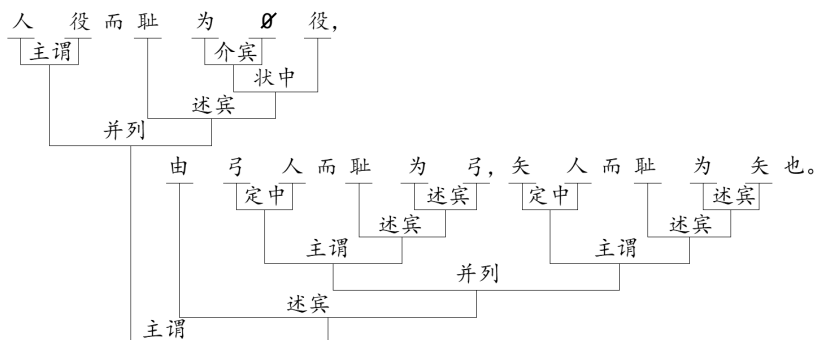 人役而耻为∅役，
主谓 介宾
状中
述宾
并列
由弓人而耻为弓，矢人而耻为矢也。
定中 述宾 定中 述宾
述宾 述宾
主谓 主谓
并列
述宾
主谓